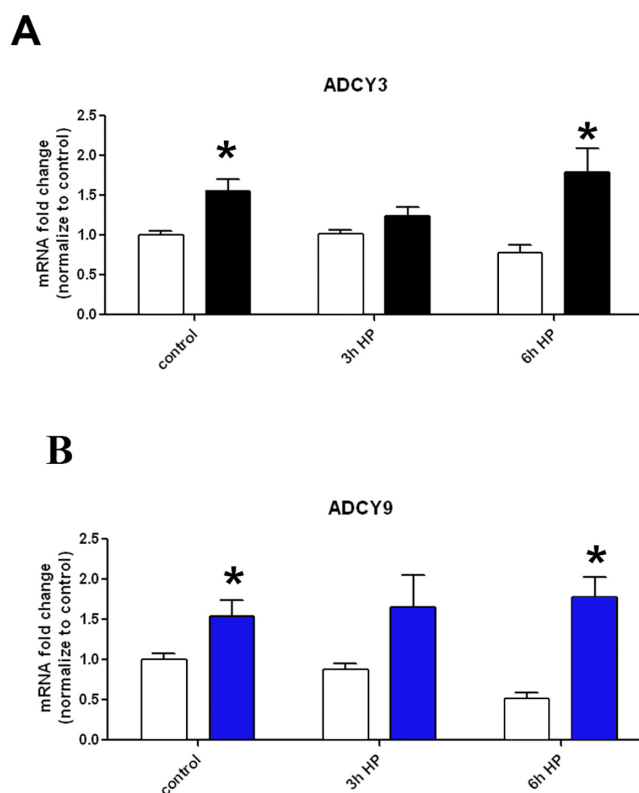 A
ADCY3
mRNA fold change
(normalize to control)
2.5
2.0
1.5
1.0
0.5
0.0
*
*
control
3h HP
6h HP
B
ADCY9
mRNA fold change
(normalize to control)
2.5
2.0
1.5
1.0
0.5
0.0
*
*
control
3h HP
6h HP